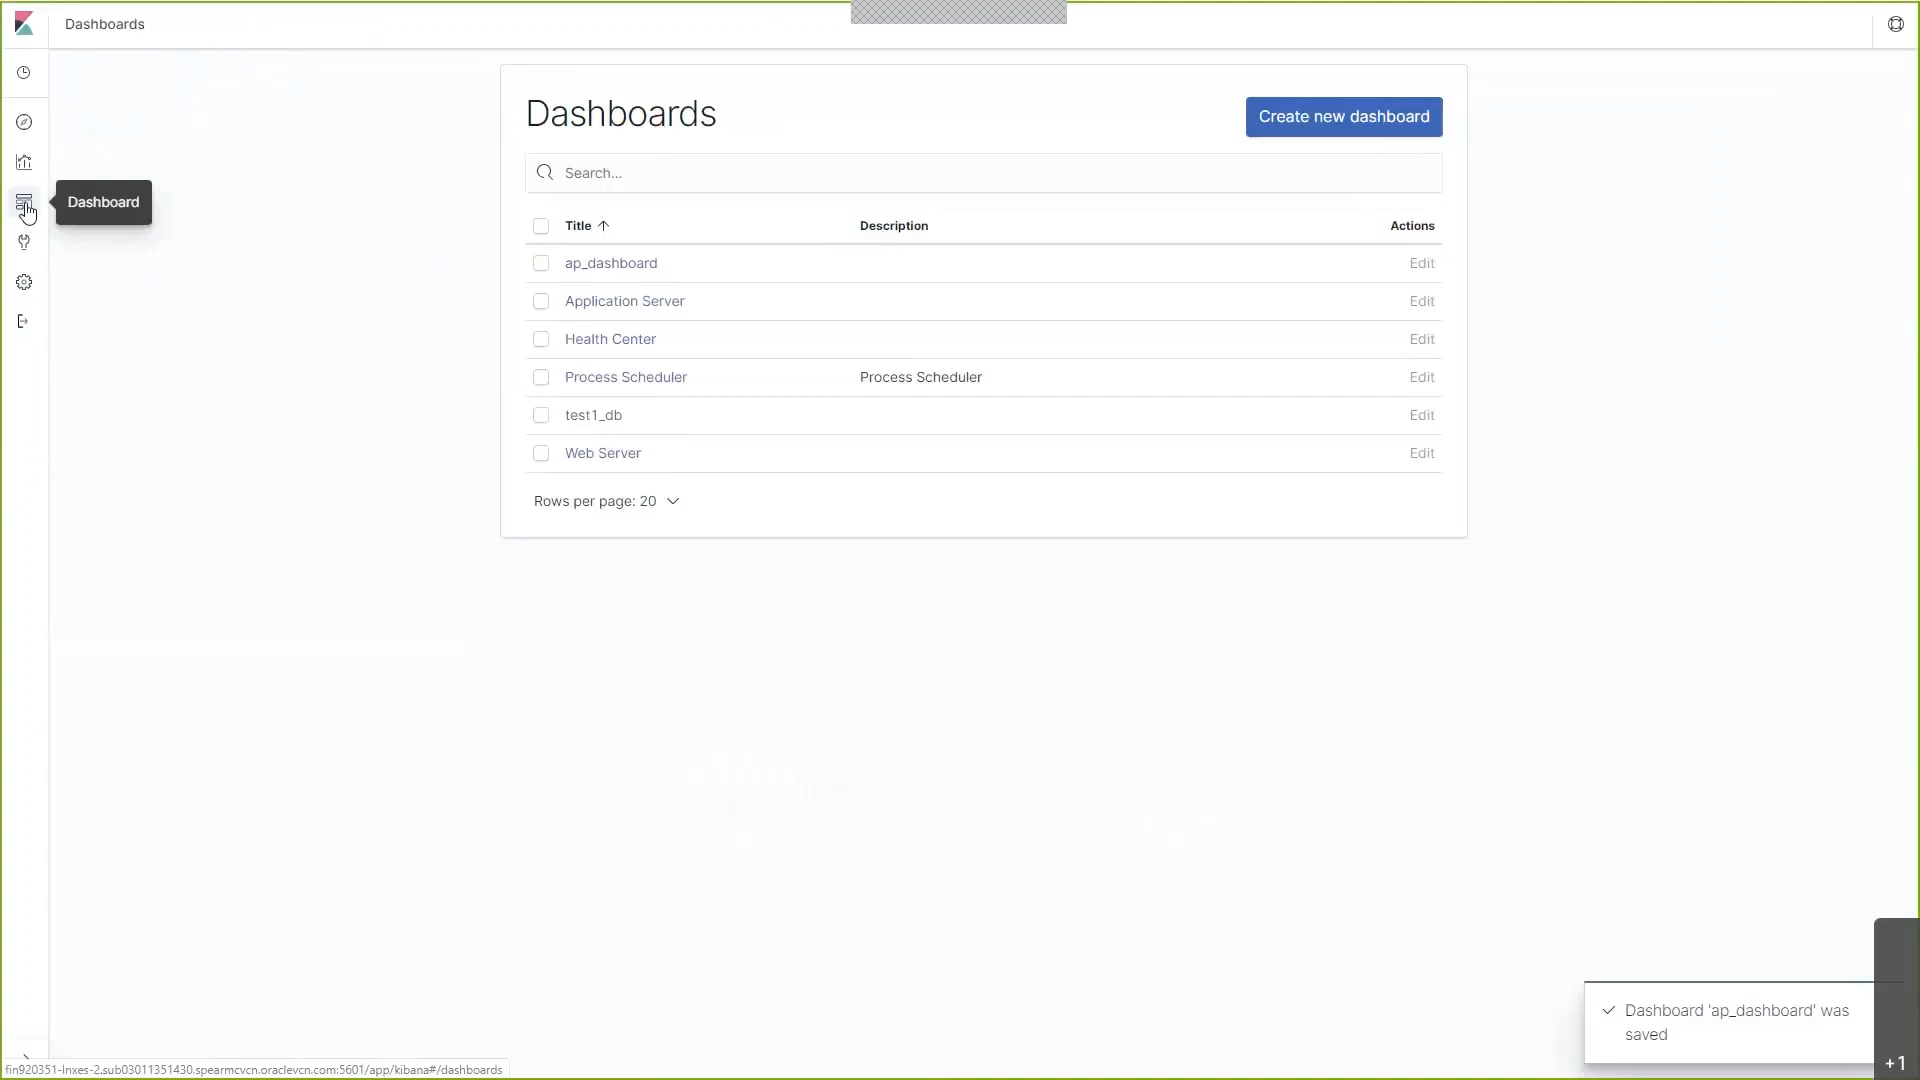 Dashboards
Dashboards
Create new dashboard
Search...
Dashboard
Title Description Actions
ap_dashboard Edit
Application Server Edit
Health Center Edit
Process Scheduler Process Scheduler Edit
test1_db Edit
Web Server Edit
Rows per page: 20
Dashboard 'ap_dashboard' was
saved
+1
fin920351-lnxes-2.sub03011351430.spearmcvcn.oraclevcn.com:5601/app/kibana#/dashboards